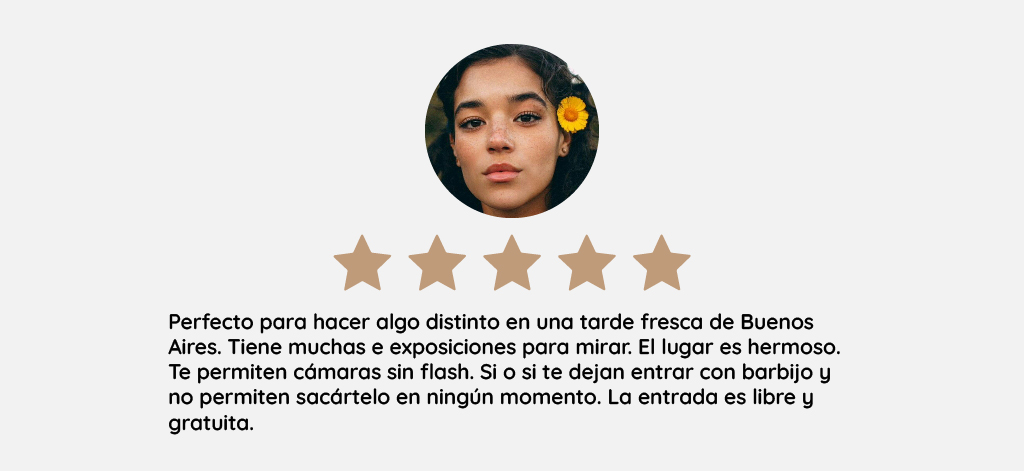 Perfecto para hacer algo distinto en una tarde fresca de Buenos
Aires. Tiene muchas e exposiciones para mirar. El lugar es hermoso.
Te permiten cámaras sin flash. Si o si te dejan entrar con barbijo y
no permiten sacártelo en ningún momento. La entrada es libre y
gratuita.